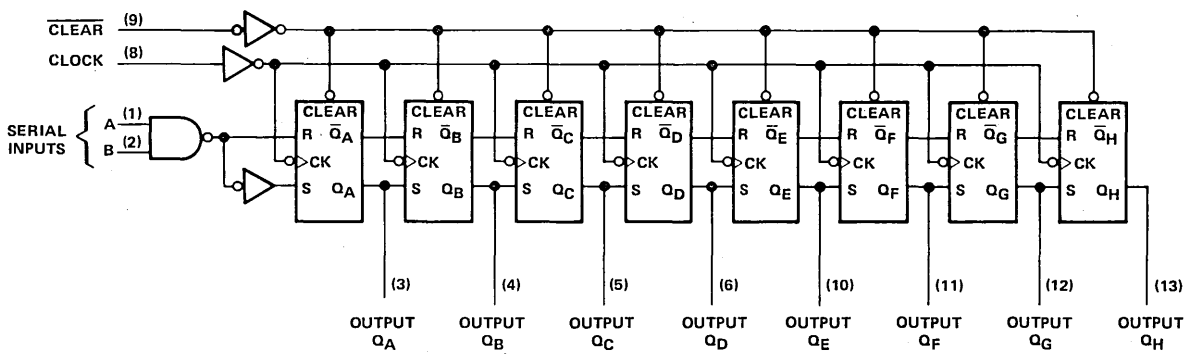 CLEAR (9)
CLOCK (8)
SERIAL INPUTS { A (1)
B (2)
CLEAR CLEAR CLEAR CLEAR CLEAR CLEAR CLEAR CLEAR
R Q̅A R Q̅B R Q̅C R Q̅D R Q̅E R Q̅F R Q̅G R Q̅H
CK CK CK CK CK CK CK CK
S QA S QB S QC S QD S QE S QF S QG S QH
(3) (4) (5) (6) (10) (11) (12) (13)
OUTPUT OUTPUT OUTPUT OUTPUT OUTPUT OUTPUT OUTPUT OUTPUT
QA QB QC QD QE QF QG QH